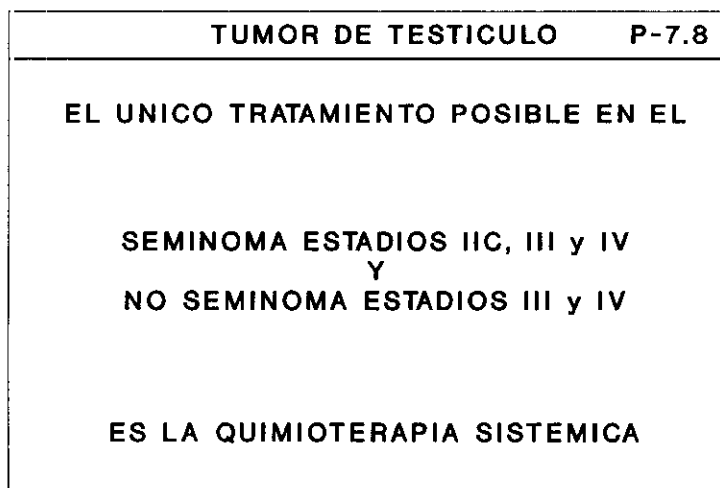 TUMOR DE TESTICULO P-7.8
EL UNICO TRATAMIENTO POSIBLE EN EL
SEMINOMA ESTADIOS IIC, III y IV
Y
NO SEMINOMA ESTADIOS III y IV
ES LA QUIMIOTERAPIA SISTEMICA